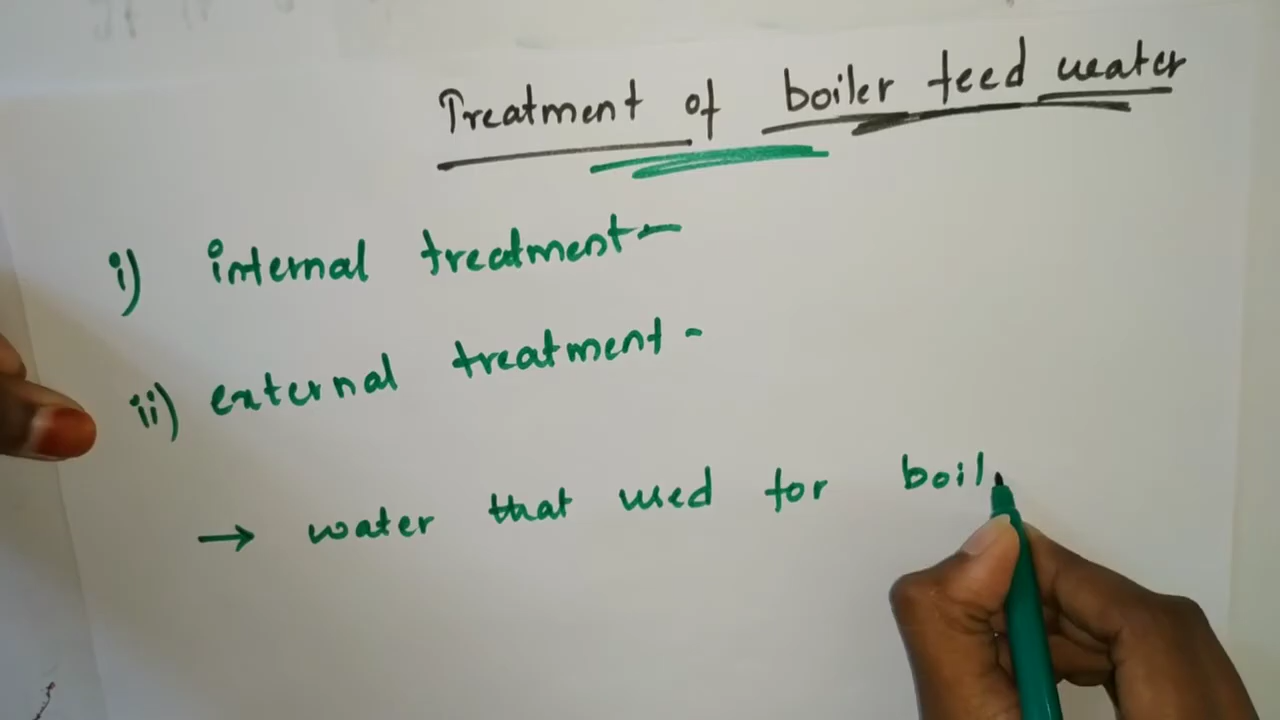 Treatment of boiler feed water
i) internal treatment-
ii) external treatment -
→ water that used for boil